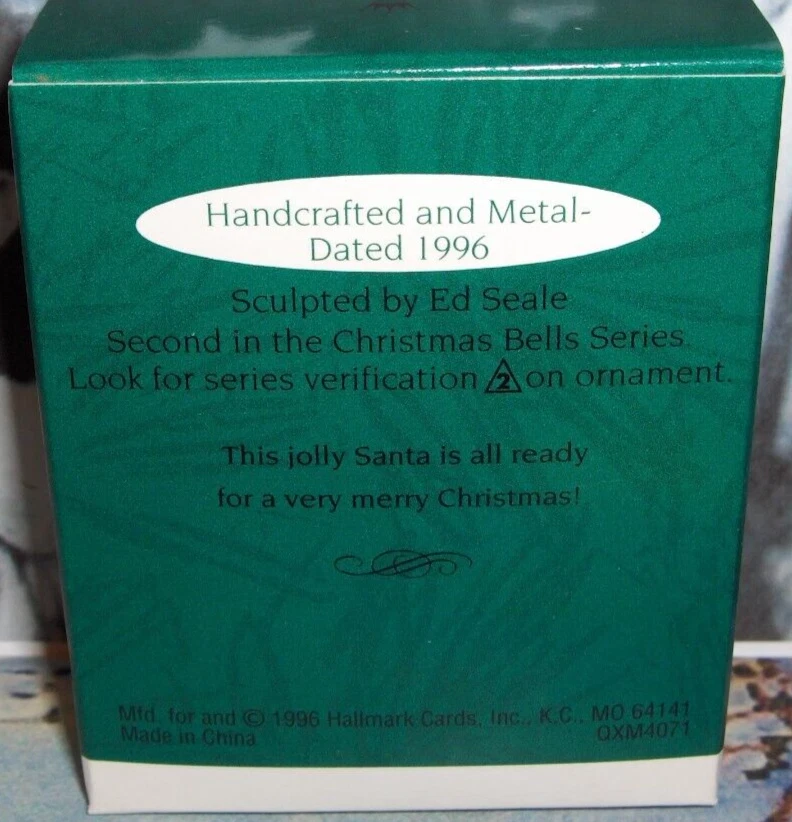 Handcrafted and Metal-
Dated 1996
Sculpted by Ed Seale
Second in the Christmas Bells Series.
Look for series verification 2 on ornament.
This jolly Santa is all ready
for a very merry Christmas!
Mfd. for and © 1996 Hallmark Cards, Inc., K.C., MO 64141
Made in China QXM4071